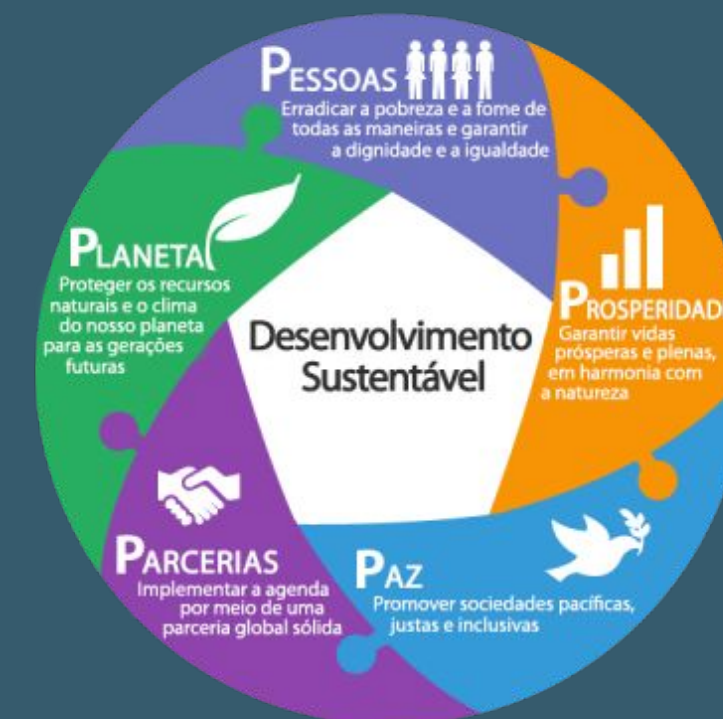 PESSOAS
Erradicar a pobreza e a fome de
todas as maneiras e garantir
a dignidade e a igualdade
PROSPERIDAD
Garantir vidas
prósperas e plenas,
em harmonia com
a natureza
PLANETA
Proteger os recursos
naturais e o clima
do nosso planeta
para as gerações
futuras
Desenvolvimento
Sustentável
PARCERIAS
Implementar a agenda
por meio de uma
parceria global sólida
PAZ
Promover sociedades pacíficas,
justas e inclusivas